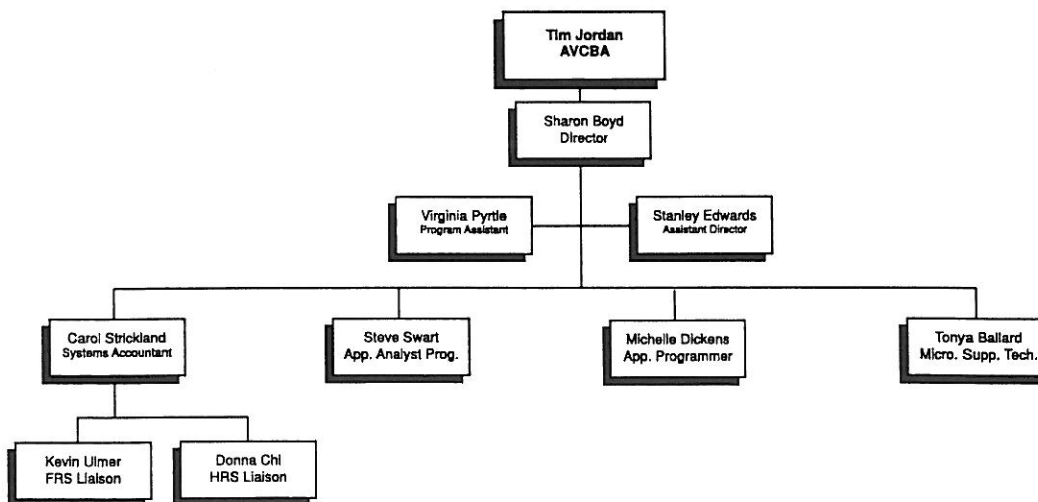 Tim Jordan
AVCBA
Sharon Boyd
Director
Virginia Pyrtle
Program Assistant
Stanley Edwards
Assistant Director
Carol Strickland
Systems Accountant
Steve Swart
App. Analyst Prog.
Michelle Dickens
App. Programmer
Tonya Ballard
Micro. Supp. Tech.
Kevin Ulmer
FRS Liaison
Donna Chi
HRS Liaison